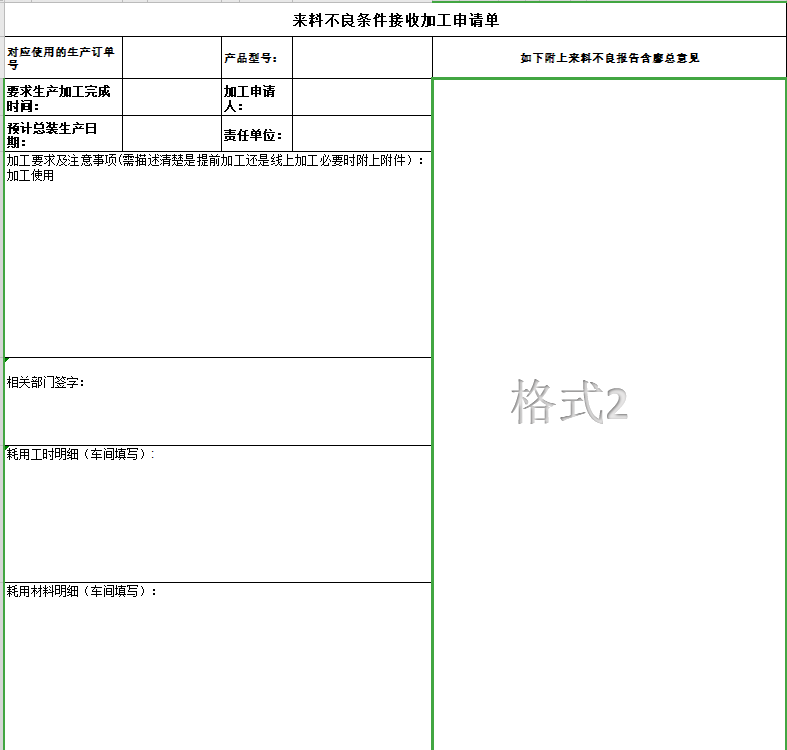 来料不良条件接收加工申请单
对应使用的生产订单
号
产品型号：
如下附上来料不良报告含廖总意见
要求生产加工完成
时间：
加工申请
人：
预计总装生产日
期：
责任单位：
加工要求及注意事项(需描述清楚是提前加工还是线上加工必要时附上附件）：
加工使用
相关部门签字：
格式2
耗用工时明细（车间填写）：
耗用材料明细（车间填写）：